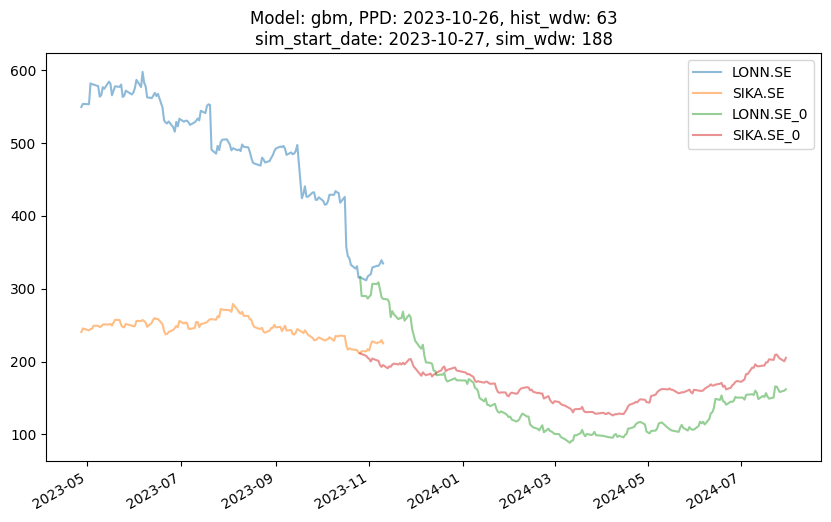 Model: gbm, PPD: 2023-10-26, hist_wdw: 63
sim_start_date: 2023-10-27, sim_wdw: 188
LONN.SE
SIKA.SE
LONN.SE_0
SIKA.SE_0
600
500
400
300
200
100
2023-05
2023-07
2023-09
2023-11
2024-01
2024-03
2024-05
2024-07